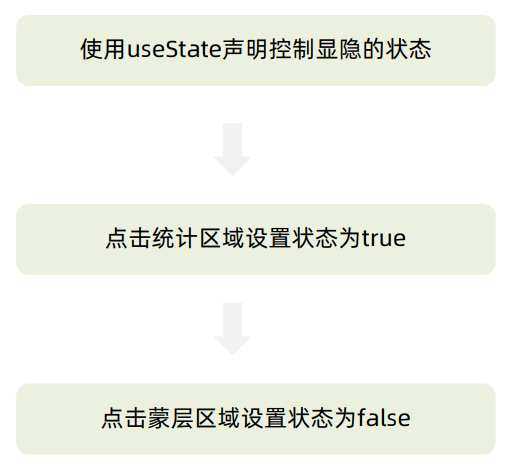 使用useState声明控制显隐的状态
点击统计区域设置状态为true
点击蒙层区域设置状态为false